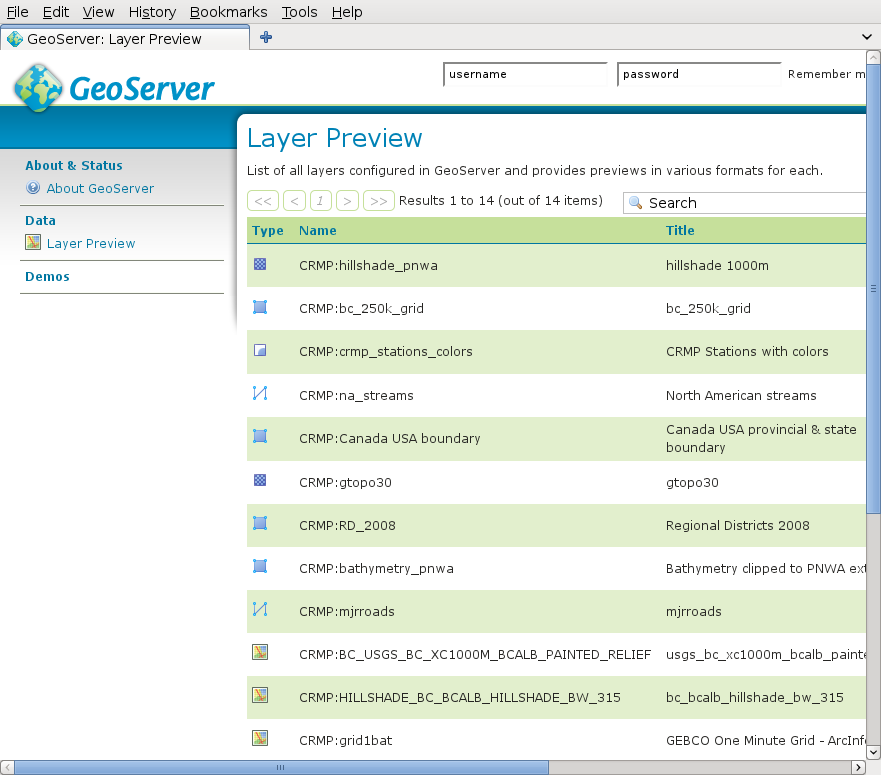 File Edit View History Bookmarks Tools Help
GeoServer: Layer Preview
GeoServer
username password Remember m
About & Status
About GeoServer
Data
Layer Preview
Demos
Layer Preview
List of all layers configured in GeoServer and provides previews in various formats for each.
<< < 1 > >> Results 1 to 14 (out of 14 items) Search
Type Name Title
CRMP:hillshade_pnwa hillshade 1000m
CRMP:bc_250k_grid bc_250k_grid
CRMP:crmp_stations_colors CRMP Stations with colors
CRMP:na_streams North American streams
CRMP:Canada USA boundary Canada USA provincial & state
boundary
CRMP:gtopo30 gtopo30
CRMP:RD_2008 Regional Districts 2008
CRMP:bathymetry_pnwa Bathymetry clipped to PNWA ext
CRMP:mjrroads mjrroads
CRMP:BC_USGS_BC_XC1000M_BCALB_PAINTED_RELIEF usgs_bc_xc1000m_bcalb_painte
CRMP:HILLSHADE_BC_BCALB_HILLSHADE_BW_315 bc_bcalb_hillshade_bw_315
CRMP:grid1bat GEBCO One Minute Grid - ArcInfo